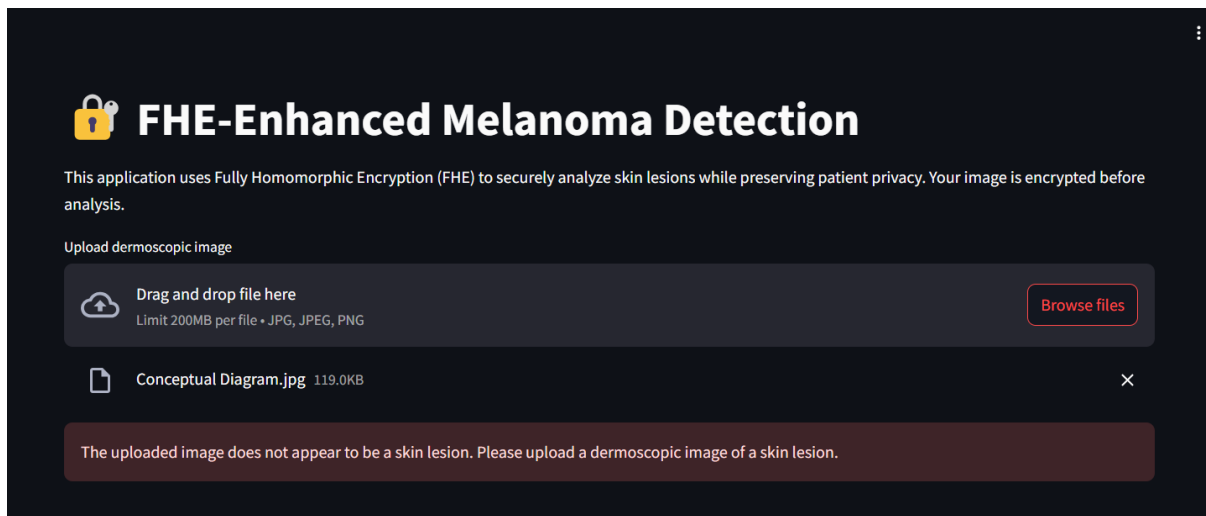 FHE-Enhanced Melanoma Detection
This application uses Fully Homomorphic Encryption (FHE) to securely analyze skin lesions while preserving patient privacy. Your image is encrypted before
analysis.
Upload dermoscopic image
Drag and drop file here
Limit 200MB per file • JPG, JPEG, PNG
Browse files
Conceptual Diagram.jpg 119.0KB
The uploaded image does not appear to be a skin lesion. Please upload a dermoscopic image of a skin lesion.